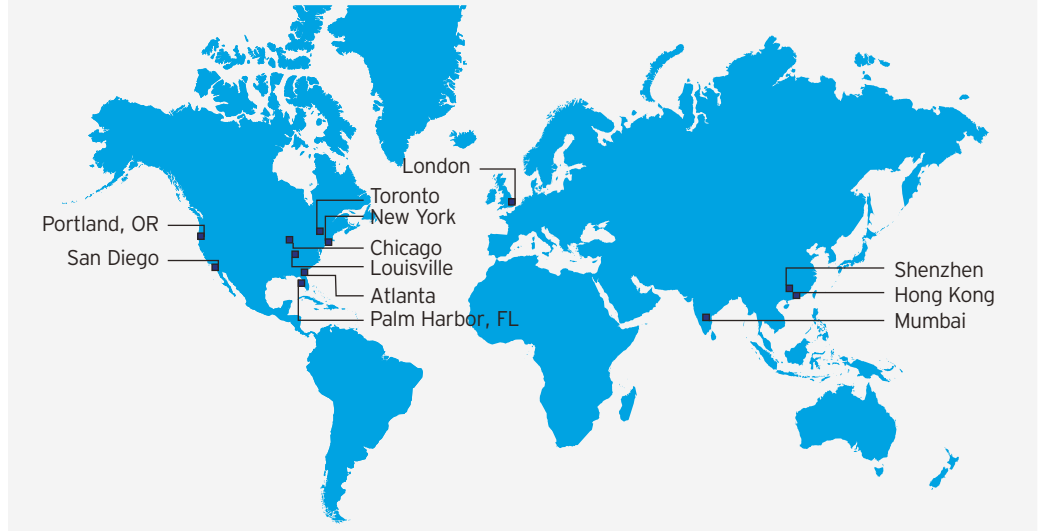 London
Toronto
New York
Portland, OR
Chicago
San Diego
Louisville
Atlanta
Palm Harbor, FL
Shenzhen
Hong Kong
Mumbai